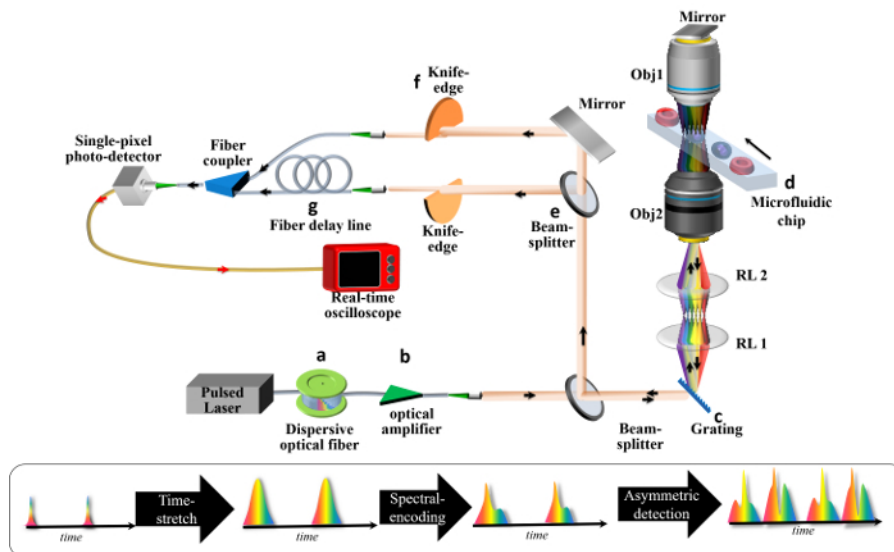 Mirror
Obj1
f
Knife-
edge
Mirror
Single-pixel
photo-detector
Fiber
coupler
d
Microfluidic
chip
g
Fiber delay line
Knife-
edge
e
Beam-
splitter
Obj2
RL 2
Real-time
oscilloscope
RL 1
a
b
Pulsed
Laser
Dispersive
optical fiber
optical
amplifier
Beam-
splitter
c
Grating
time
Time-
stretch
time
Spectral-
encoding
time
Asymmetric
detection
time